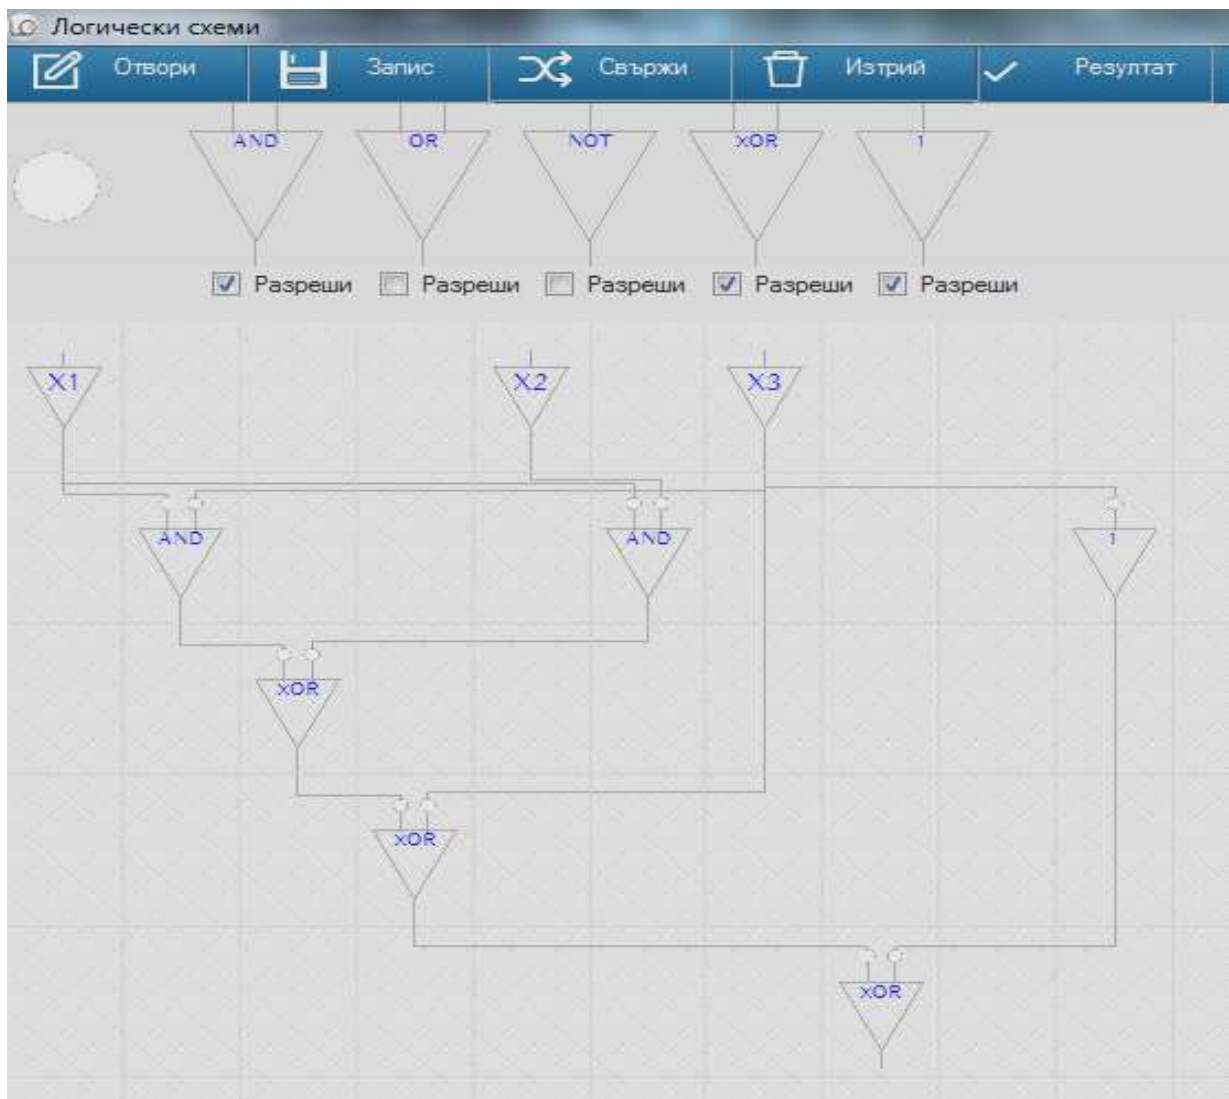 Логически схеми
Отвори Запис Свържи Изтрий Резултат
AND OR NOT XOR 1
Разреши Разреши Разреши Разреши Разреши
X1 X2 X3
AND AND 1
XOR
XOR
XOR